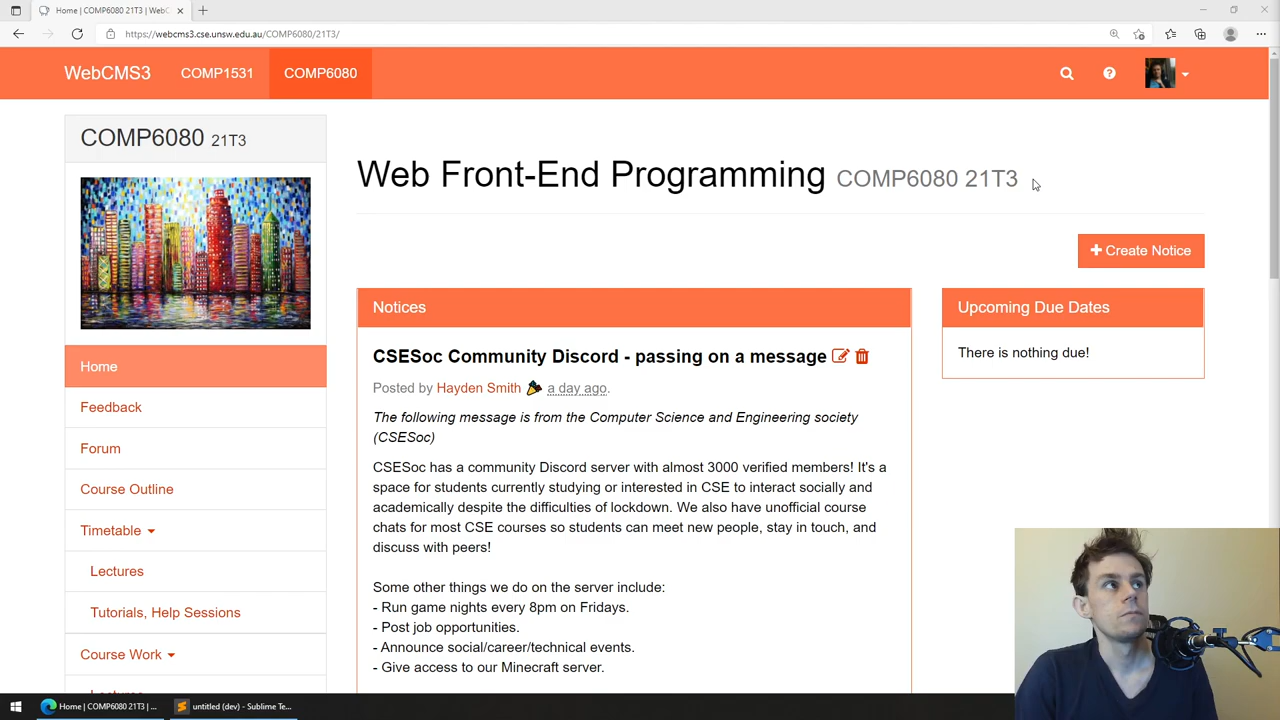 Home | COMP6080 21T3 | WebC
https://webcms3.cse.unsw.edu.au/COMP6080/21T3/
WebCMS3 COMP1531 COMP6080
COMP6080 21T3
Home
Feedback
Forum
Course Outline
Timetable
Lectures
Tutorials, Help Sessions
Course Work
Web Front-End Programming COMP6080 21T3
Create Notice
Notices
CSESoc Community Discord - passing on a message
Posted by Hayden Smith a day ago.
The following message is from the Computer Science and Engineering society
(CSESoc)
CSESoc has a community Discord server with almost 3000 verified members! It's a
space for students currently studying or interested in CSE to interact socially and
academically despite the difficulties of lockdown. We also have unofficial course
chats for most CSE courses so students can meet new people, stay in touch, and
discuss with peers!
Some other things we do on the server include:
- Run game nights every 8pm on Fridays.
- Post job opportunities.
- Announce social/career/technical events.
- Give access to our Minecraft server.
Upcoming Due Dates
There is nothing due!
Home | COMP6080 21T3 | ...
untitled (dev) - Sublime Te...